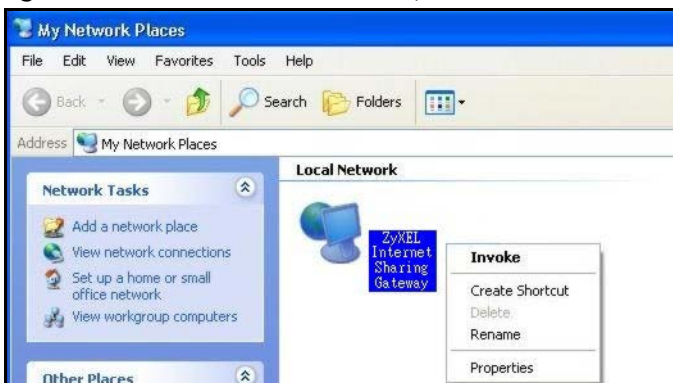 My Network Places
File Edit View Favorites Tools Help
Back Search Folders
Address My Network Places
Network Tasks
Add a network place
View network connections
Set up a home or small
office network
View workgroup computers
Other Places
Local Network
ZyXEL
Internet
Sharing
Gateway
Invoke
Create Shortcut
Delete
Rename
Properties